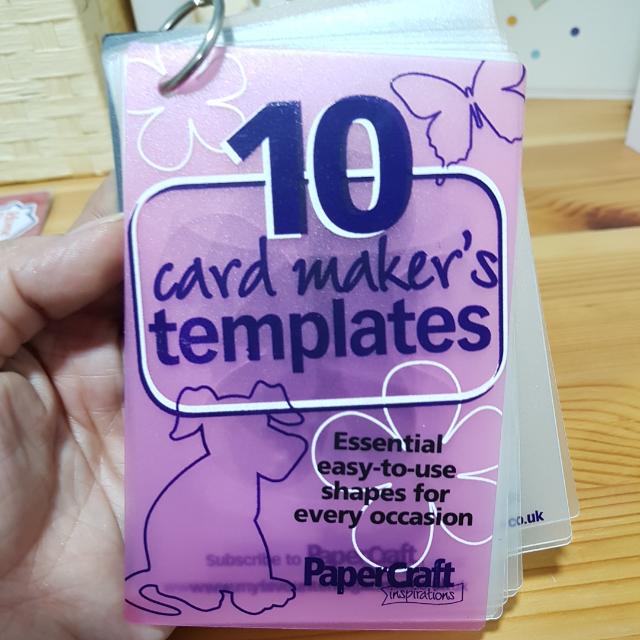 10
card maker's
templates
Essential
easy-to-use
shapes for
every occasion
Subscribe to PaperCraft
PaperCraft
inspirations
co.uk